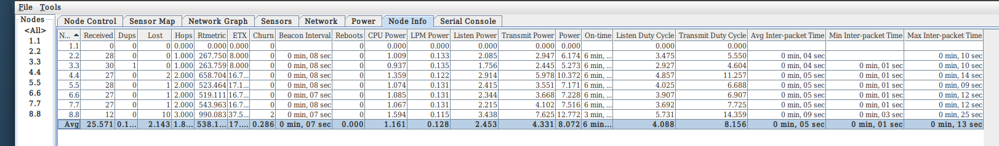 File Tools
Nodes
<All>
1.1
2.2
3.3
4.4
5.5
6.6
7.7
8.8
Node Control Sensor Map Network Graph Sensors Network Power Node Info Serial Console
N... Received Dups Lost Hops Rtmetric ETX Churn Beacon Interval Reboots CPU Power LPM Power Listen Power Transmit Power Power On-time Listen Duty Cycle Transmit Duty Cycle Avg Inter-packet Time Min Inter-packet Time Max Inter-packet Time
1.1 0 0 0 0.000 0.000 0.000 0 0 0.000 0.000 0.000 0.000 0.000 0.000 0.000
2.2 28 0 0 1.000 267.750 8.000 0 0 min, 08 sec 0 1.009 0.133 2.085 2.947 6.174 6 min, ... 3.475 5.550 0 min, 04 sec 0 min, 10 sec
3.3 30 1 0 1.000 263.759 8.000 0 0 min, 08 sec 0 0.937 0.135 1.756 2.445 5.273 6 min, ... 2.927 4.604 0 min, 04 sec 0 min, 01 sec 0 min, 10 sec
4.4 27 0 2 2.000 658.704 16.7... 0 0 min, 08 sec 0 1.359 0.122 2.914 5.978 10.372 6 min, ... 4.857 11.257 0 min, 05 sec 0 min, 01 sec 0 min, 14 sec
5.5 28 0 1 2.000 523.464 17.1... 0 0 min, 08 sec 0 1.074 0.131 2.415 3.551 7.171 6 min, ... 4.025 6.688 0 min, 05 sec 0 min, 01 sec 0 min, 09 sec
6.6 27 0 1 2.000 519.111 16.7... 0 0 min, 07 sec 0 1.085 0.131 2.344 3.668 7.228 6 min, ... 3.907 6.907 0 min, 05 sec 0 min, 01 sec 0 min, 12 sec
7.7 27 0 1 2.000 543.963 16.7... 0 0 min, 07 sec 0 1.067 0.131 2.215 4.102 7.516 6 min, ... 3.692 7.725 0 min, 05 sec 0 min, 01 sec 0 min, 12 sec
8.8 12 0 10 3.000 990.083 37.5... 2 0 min, 07 sec 0 1.594 0.115 3.438 7.625 12.772 3 min, ... 5.731 14.359 0 min, 09 sec 0 min, 03 sec 0 min, 25 sec
Avg 25.571 0.1... 2.143 1.8... 538.1... 17.... 0.286 0 min, 07 sec 0.000 1.161 0.128 2.453 4.331 8.072 6 min... 4.088 8.156 0 min, 05 sec 0 min, 01 sec 0 min, 13 sec